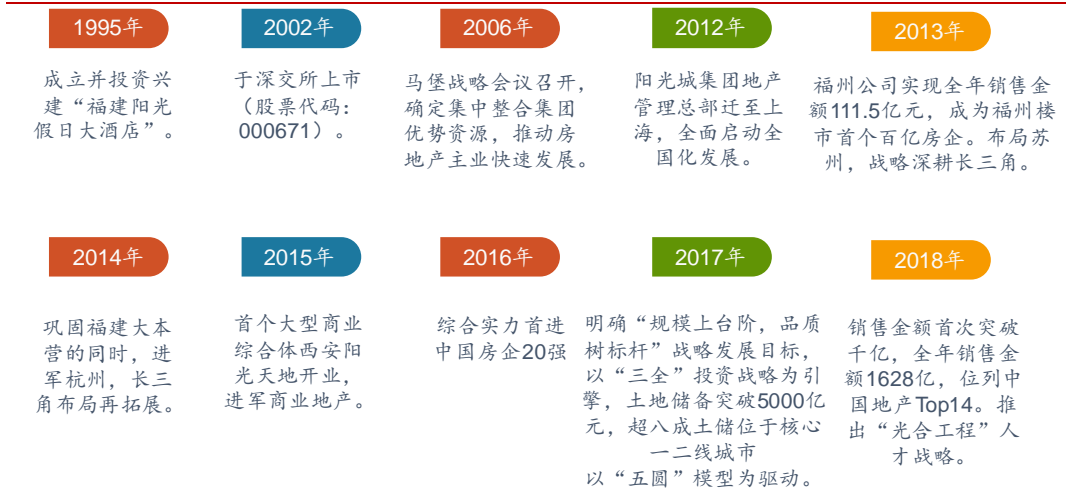 1995年
成立并投资兴
建“福建阳光
假日大酒店”。
2002年
于深交所上市
（股票代码：
000671）。
2006年
马堡战略会议召开，
确定集中整合集团
优势资源，推动房
地产主业快速发展。
2012年
阳光城集团地产
管理总部迁至上
海，全面启动全
国化发展。
2013年
福州公司实现全年销售金
额111.5亿元，成为福州楼
市首个百亿房企。布局苏
州，战略深耕长三角。
2014年
巩固福建大本
营的同时，进
军杭州，长三
角布局再拓展。
2015年
首个大型商业
综合体西安阳
光天地开业，
进军商业地产。
2016年
综合实力首进
中国房企20强
2017年
明确“规模上台阶，品质
树标杆”战略发展目标，
以“三全”投资战略为引
擎，土地储备突破5000亿
元，超八成土储位于核心
一二线城市
以“五圆”模型为驱动。
2018年
销售金额首次突破
千亿，全年销售金
额1628亿，位列中
国地产Top14。推
出“光合工程”人
才战略。